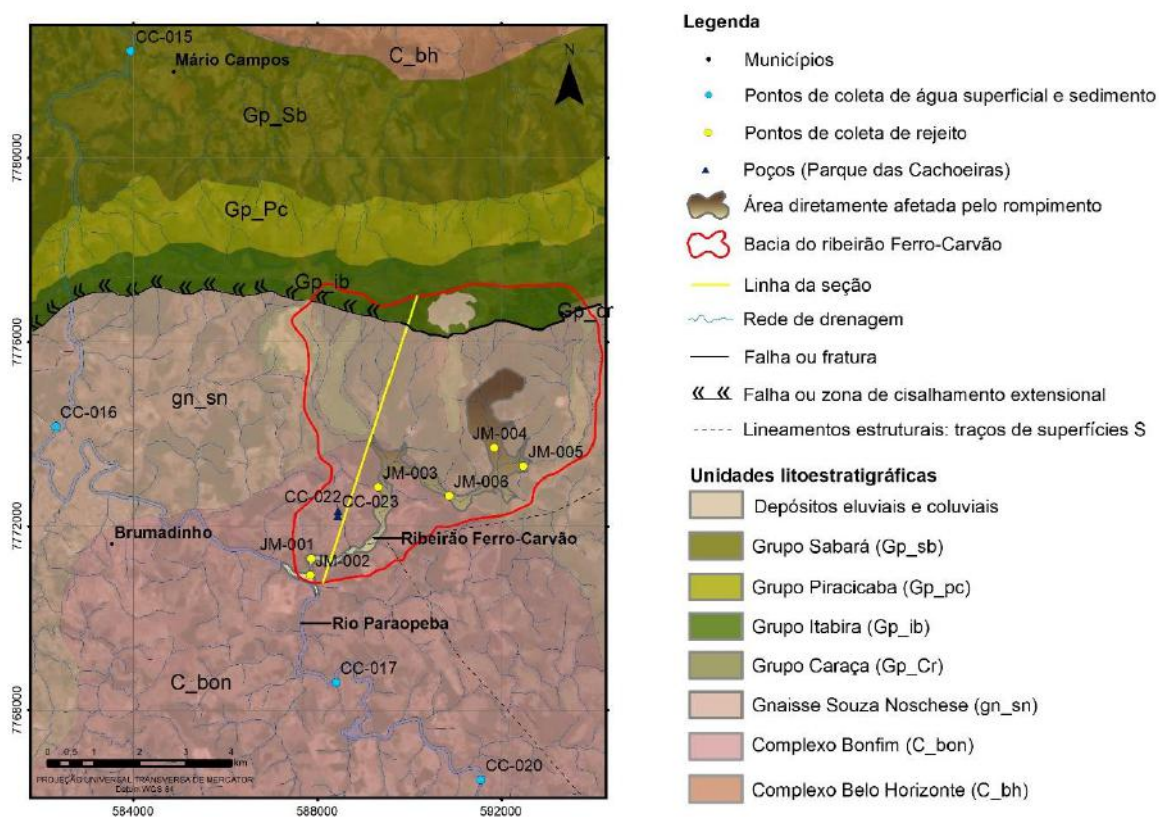 CC-015
Mário Campos
C_bh
N
Gp_Sb
7780000
Gp_Pc
Gp_ib
Gp_cr
7776000
gn_sn
CC-016
JM-004
JM-005
JM-003
JM-006
CC-022
CC-023
7772000
Brumadinho
Ribeirão Ferro-Carvão
JM-001
JM-002
Rio Paraopeba
C_bon
CC-017
7768000
0 0,5 1 2 3 4
km
CC-020
PROJEÇÃO UNIVERSAL TRANSVERSA DE MERCATOR
Datum WGS 84
584000 588000 592000
Legenda
Municípios
Pontos de coleta de água superficial e sedimento
Pontos de coleta de rejeito
Poços (Parque das Cachoeiras)
Área diretamente afetada pelo rompimento
Bacia do ribeirão Ferro-Carvão
Linha da seção
Rede de drenagem
Falha ou fratura
Falha ou zona de cisalhamento extensional
Lineamentos estruturais: traços de superfícies S
Unidades litoestratigráficas
Depósitos eluviais e coluviais
Grupo Sabará (Gp_sb)
Grupo Piracicaba (Gp_pc)
Grupo Itabira (Gp_ib)
Grupo Caraça (Gp_Cr)
Gnaisse Souza Noschese (gn_sn)
Complexo Bonfim (C_bon)
Complexo Belo Horizonte (C_bh)